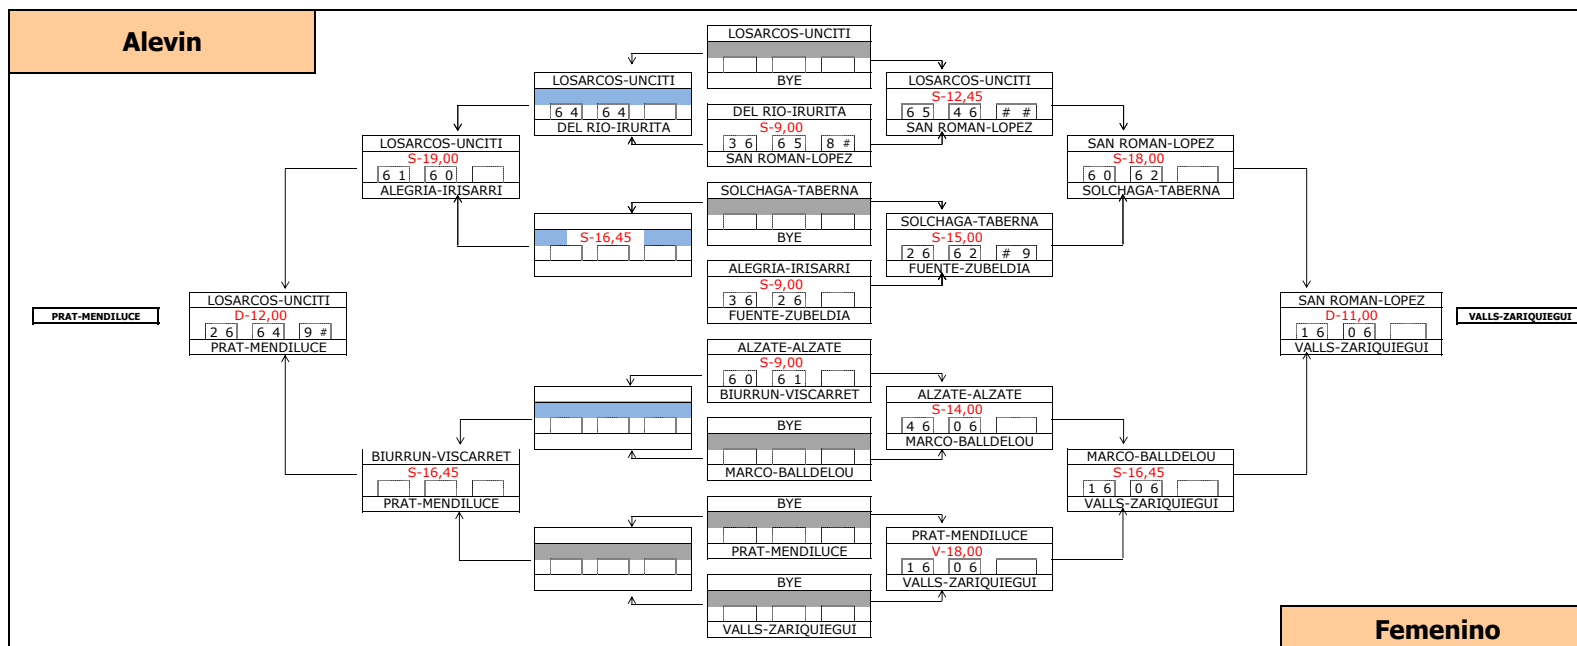 Alevin
LOSARCOS-UNCITI
BYE
LOSARCOS-UNCITI
6 4 6 4
DEL RIO-IRURITA
DEL RIO-IRURITA
S-9,00
3 6 6 5 8 #
SAN ROMAN-LOPEZ
LOSARCOS-UNCITI
S-12,45
6 5 4 6 # #
SAN ROMAN-LOPEZ
LOSARCOS-UNCITI
S-19,00
6 1 6 0
ALEGRIA-IRISARRI
SAN ROMAN-LOPEZ
S-18,00
6 0 6 2
SOLCHAGA-TABERNA
SOLCHAGA-TABERNA
BYE
S-16,45
SOLCHAGA-TABERNA
S-15,00
2 6 6 2 # 9
FUENTE-ZUBELDIA
ALEGRIA-IRISARRI
S-9,00
3 6 2 6
FUENTE-ZUBELDIA
PRAT-MENDILUCE
LOSARCOS-UNCITI
D-12,00
2 6 6 4 9 #
PRAT-MENDILUCE
SAN ROMAN-LOPEZ
D-11,00
1 6 0 6
VALLS-ZARIQUIEGUI
VALLS-ZARIQUIEGUI
ALZATE-ALZATE
S-9,00
6 0 6 1
BIURRUN-VISCARRET
ALZATE-ALZATE
S-14,00
4 6 0 6
MARCO-BALLDELOU
BYE
MARCO-BALLDELOU
BIURRUN-VISCARRET
S-16,45
PRAT-MENDILUCE
MARCO-BALLDELOU
S-16,45
1 6 0 6
VALLS-ZARIQUIEGUI
BYE
PRAT-MENDILUCE
PRAT-MENDILUCE
V-18,00
1 6 0 6
VALLS-ZARIQUIEGUI
BYE
VALLS-ZARIQUIEGUI
Femenino